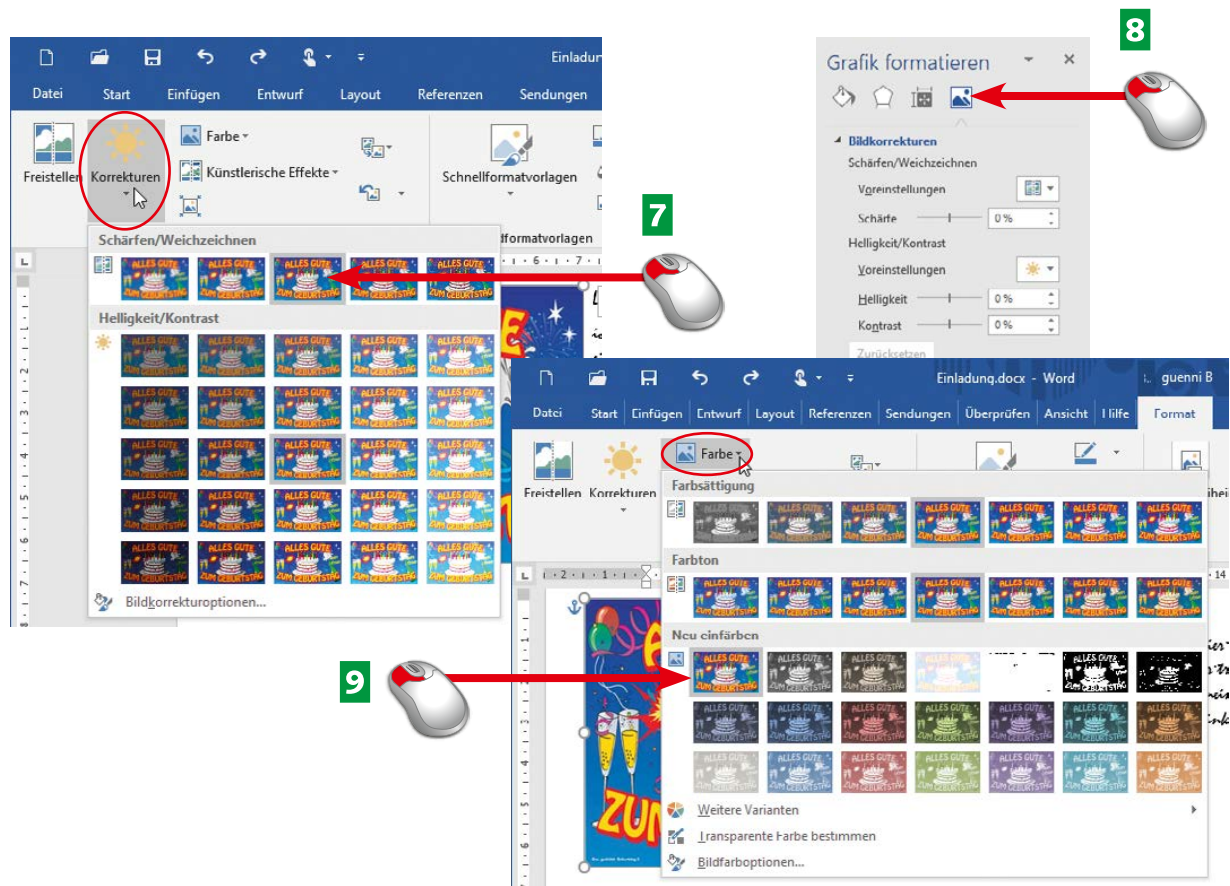 8
Einladun
Datei Start Einfügen Entwurf Layout Referenzen Sendungen
Freistellen Korrekturen
Farbe
Künstlerische Effekte
Schnellformatvorlagen
7
Schärfen/Weichzeichnen
Helligkeit/Kontrast
Bildkorrekturoptionen...
Grafik formatieren
Bildkorrekturen
Schärfen/Weichzeichnen
Voreinstellungen
Schärfe 0 %
Helligkeit/Kontrast
Voreinstellungen
Helligkeit 0 %
Kontrast 0 %
Zurücksetzen
Einladung.docx - Word guenni B
Datei Start Einfügen Entwurf Layout Referenzen Sendungen Überprüfen Ansicht Hilfe Format
Freistellen Korrekturen
Farbe
Farbsättigung
Farbton
Neu einfärben
ALLES GUTE
ZUM GEBURTSTAG
9
Weitere Varianten
Transparente Farbe bestimmen
Bildfarboptionen...